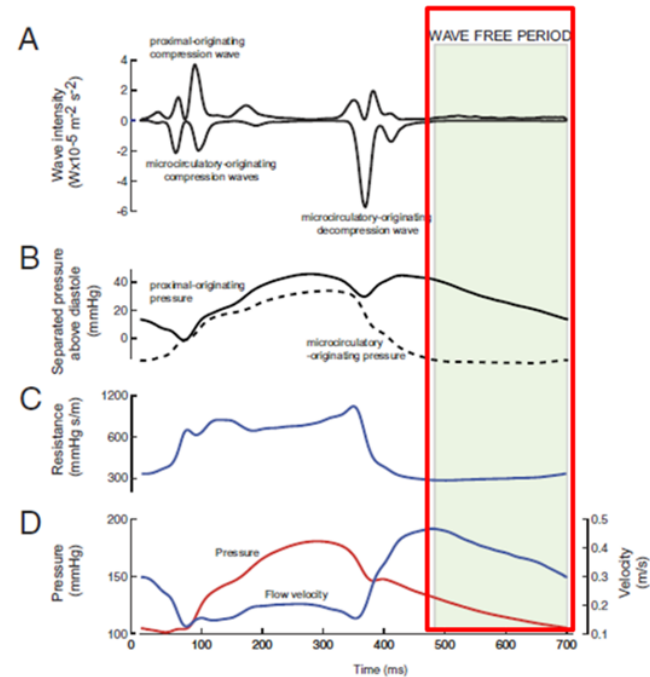 A
WAVE FREE PERIOD
proximal-originating
compression wave
Wave intensity
(Wx10-5 m-2 s-2)
4
2
0
-2
-4
-6
microcirculatory-originating
compression waves
microcirculatory-originating
decompression wave
B
Separated pressure
above diastole
(mmHg)
40
20
0
proximal-originating
pressure
microcirculatory
-originating pressure
C
Resistance
(mmHg s/m)
1200
600
300
D
Pressure
(mmHg)
200
150
100
Pressure
Flow velocity
0.5
0.4
0.3
0.2
0.1
Velocity
(m/s)
0 100 200 300 400 500 600 700
Time (ms)